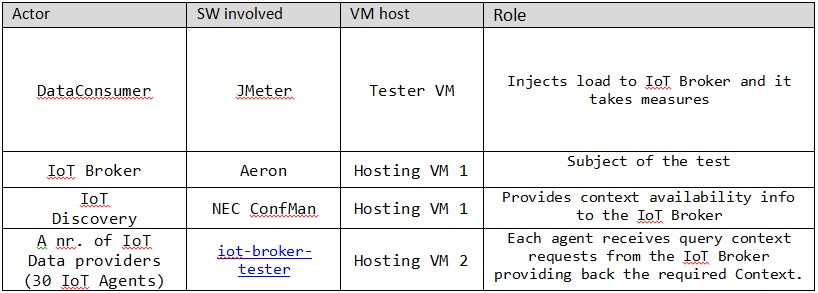 Actor SW involved VM host Role
DataConsumer JMeter Tester VM Injects load to IoT Broker and it
takes measures
IoT Broker Aeron Hosting VM 1 Subject of the test
IoT
Discovery NEC ConfMan Hosting VM 1 Provides context availability info
to the IoT Broker
A nr. of IoT
Data providers
(30 IoT Agents) iot-broker-
tester Hosting VM 2 Each agent receives query context
requests from the IoT Broker
providing back the required Context.